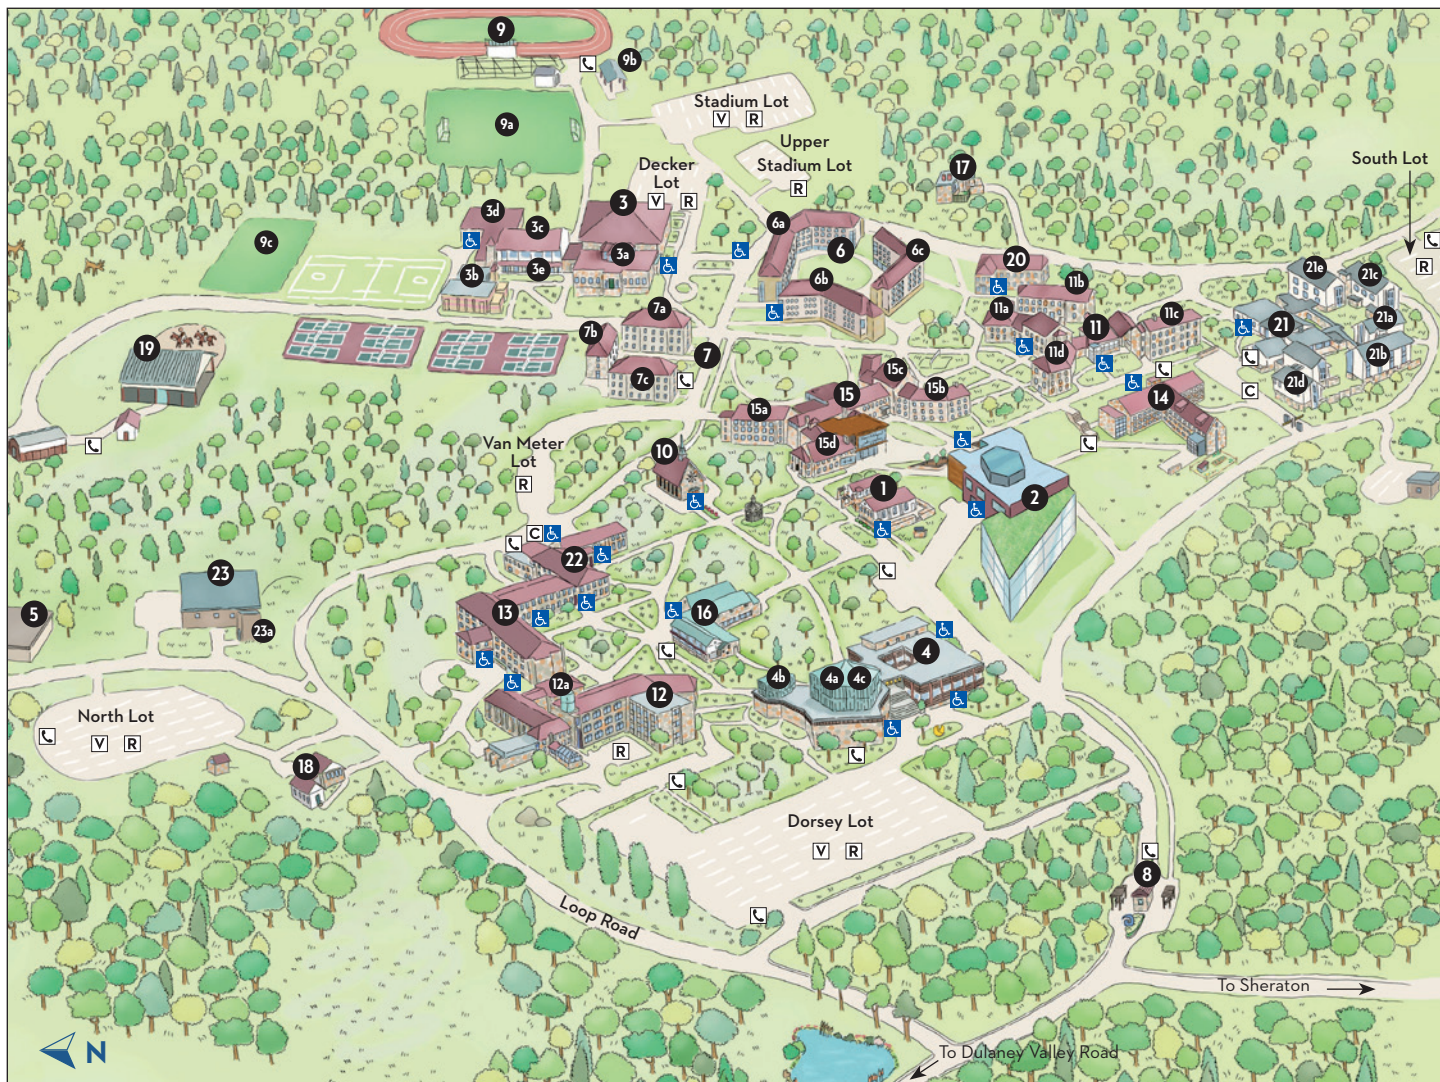 9
9b
9a
Stadium Lot
V R
Upper
Stadium Lot
R
Decker
Lot
V R
17
South Lot
R
3d
3c
3
3a
3e
3b
9c
6a
6
6c
6b
20
11b
11a
11
11c
11d
21e
21c
21
21a
21b
21d
C
7a
7b
7
7c
19
15c
15
15b
15a
15d
14
Van Meter
Lot
R
10
1
2
C
22
23
23a
5
13
16
4
4b
4a
4c
12a
12
R
North Lot
V R
18
Dorsey Lot
V R
8
Loop Road
To Sheraton
To Dulaney Valley Road
N